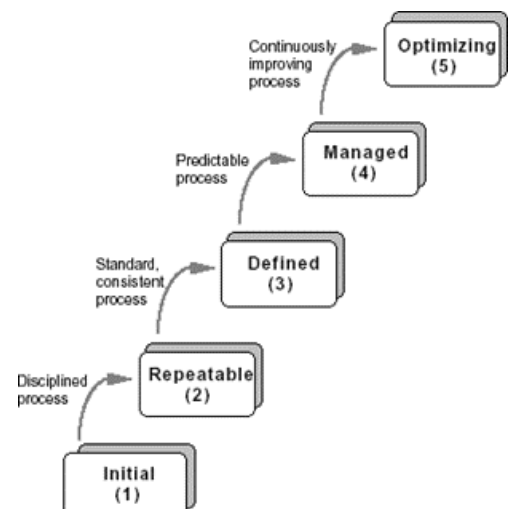 Continuously
improving
process
Optimizing
(5)
Predictable
process
Managed
(4)
Standard,
consistent
process
Defined
(3)
Disciplined
process
Repeatable
(2)
Initial
(1)